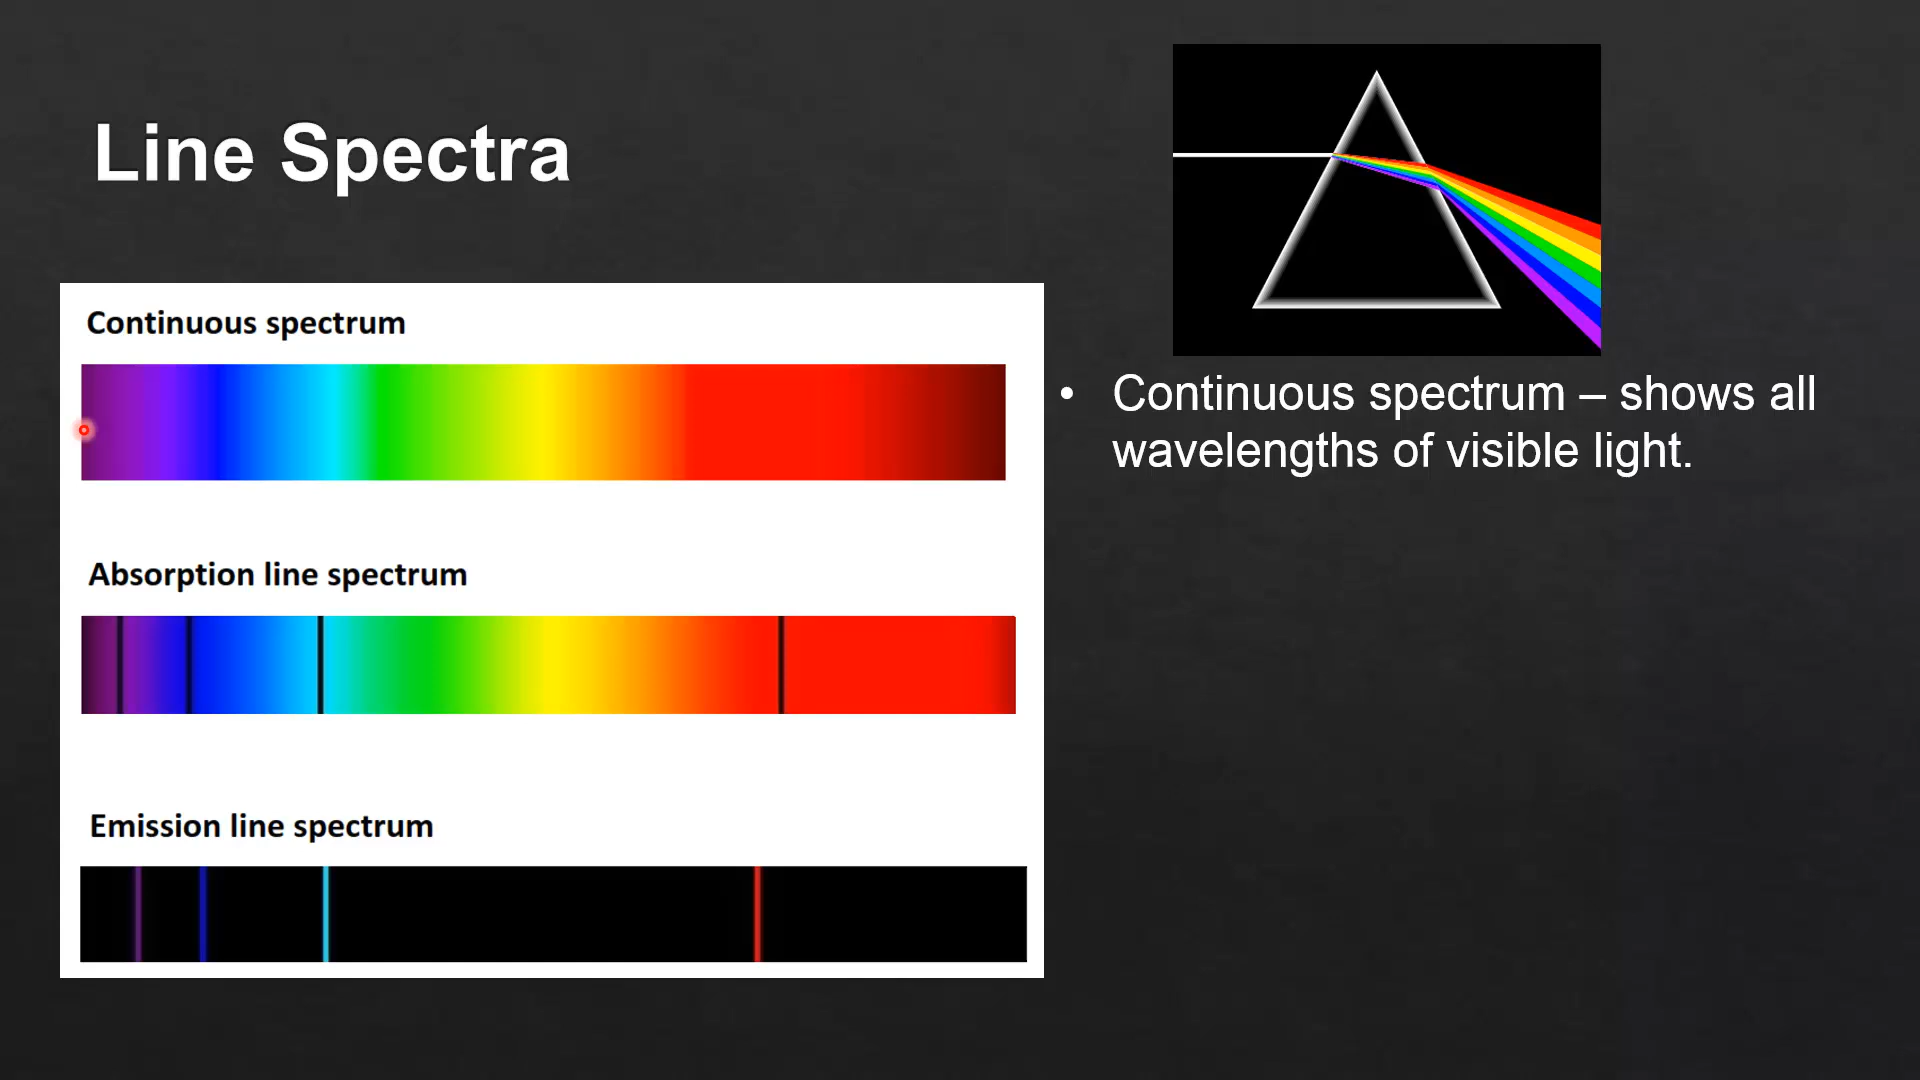 Line Spectra
Continuous spectrum
Absorption line spectrum
Emission line spectrum
• Continuous spectrum – shows all
wavelengths of visible light.